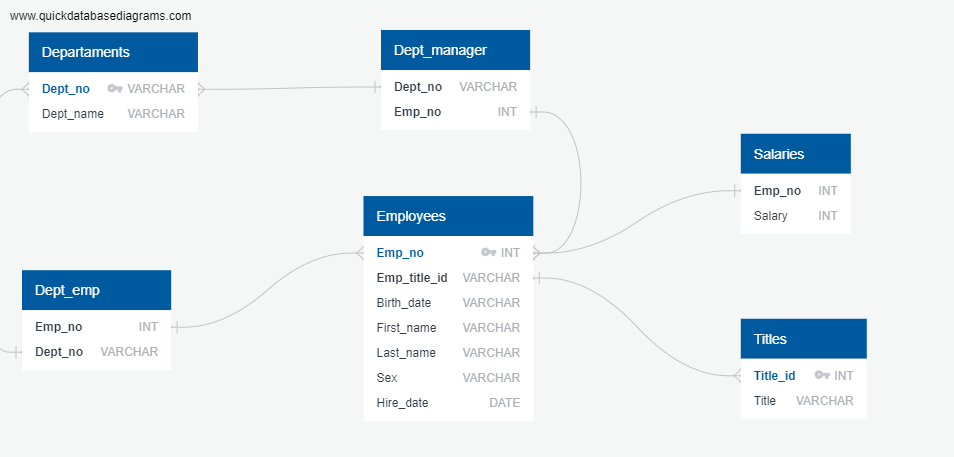 www.quickdatabasediagrams.com
Departaments
Dept_no VARCHAR
Dept_name VARCHAR
Dept_manager
Dept_no VARCHAR
Emp_no INT
Salaries
Emp_no INT
Salary INT
Employees
Emp_no INT
Emp_title_id VARCHAR
Birth_date VARCHAR
First_name VARCHAR
Last_name VARCHAR
Sex VARCHAR
Hire_date DATE
Dept_emp
Emp_no INT
Dept_no VARCHAR
Titles
Title_id INT
Title VARCHAR